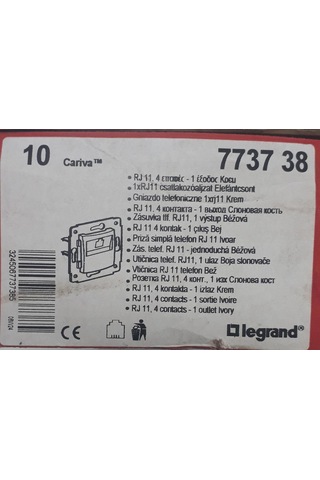 10 Cariva™ 7737 38
• RJ 11, 4 επαφές - 1 έξοδος Κρεμ
• 1xRJ11 csatlakozóaljzat Elefántcsont
• Gniazdo telefoniczne 1xrj11 Krem
• RJ 11, 4 контакта - 1 выход Слоновая кость
• Zásuvka tlf. RJ11, 1 výstup Béžová
• RJ 11 4 kontak - 1 çıkış Bej
• Priză simplă telefon RJ 11 Ivoar
• Zás. telef. RJ 11 - jednoduchá Béžová
• Utičnica telef. RJ 11, 1 ulaz Boja slonovače
• Vtičnica RJ 11 telefon Bež
• Розетка RJ 11, 4 конт., 1 изх Слонова кост
• RJ 11, 4 kontakta - 1 izlaz Krem
• RJ 11, 4 contacts - 1 sortie Ivoire
• RJ 11, 4 contacts - 1 outlet Ivory
3245067737385
CE
legrand®